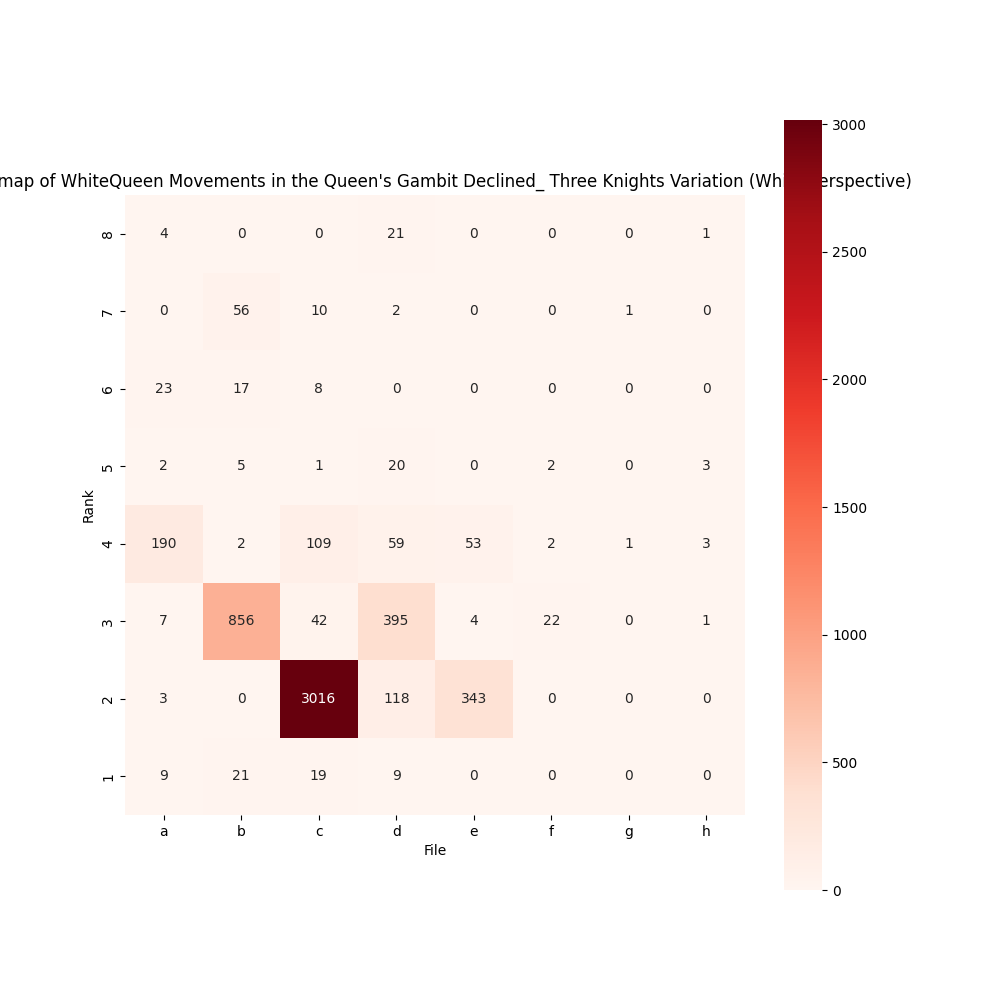 map of WhiteQueen Movements in the Queen's Gambit Declined_ Three Knights Variation (Wh erspective)
3000
2500
2000
1500
1000
500
0
Rank
8 4 0 0 21 0 0 0 1
7 0 56 10 2 0 0 1 0
6 23 17 8 0 0 0 0 0
5 2 5 1 20 0 2 0 3
4 190 2 109 59 53 2 1 3
3 7 856 42 395 4 22 0 1
2 3 0 3016 118 343 0 0 0
1 9 21 19 9 0 0 0 0
a b c d e f g h
File